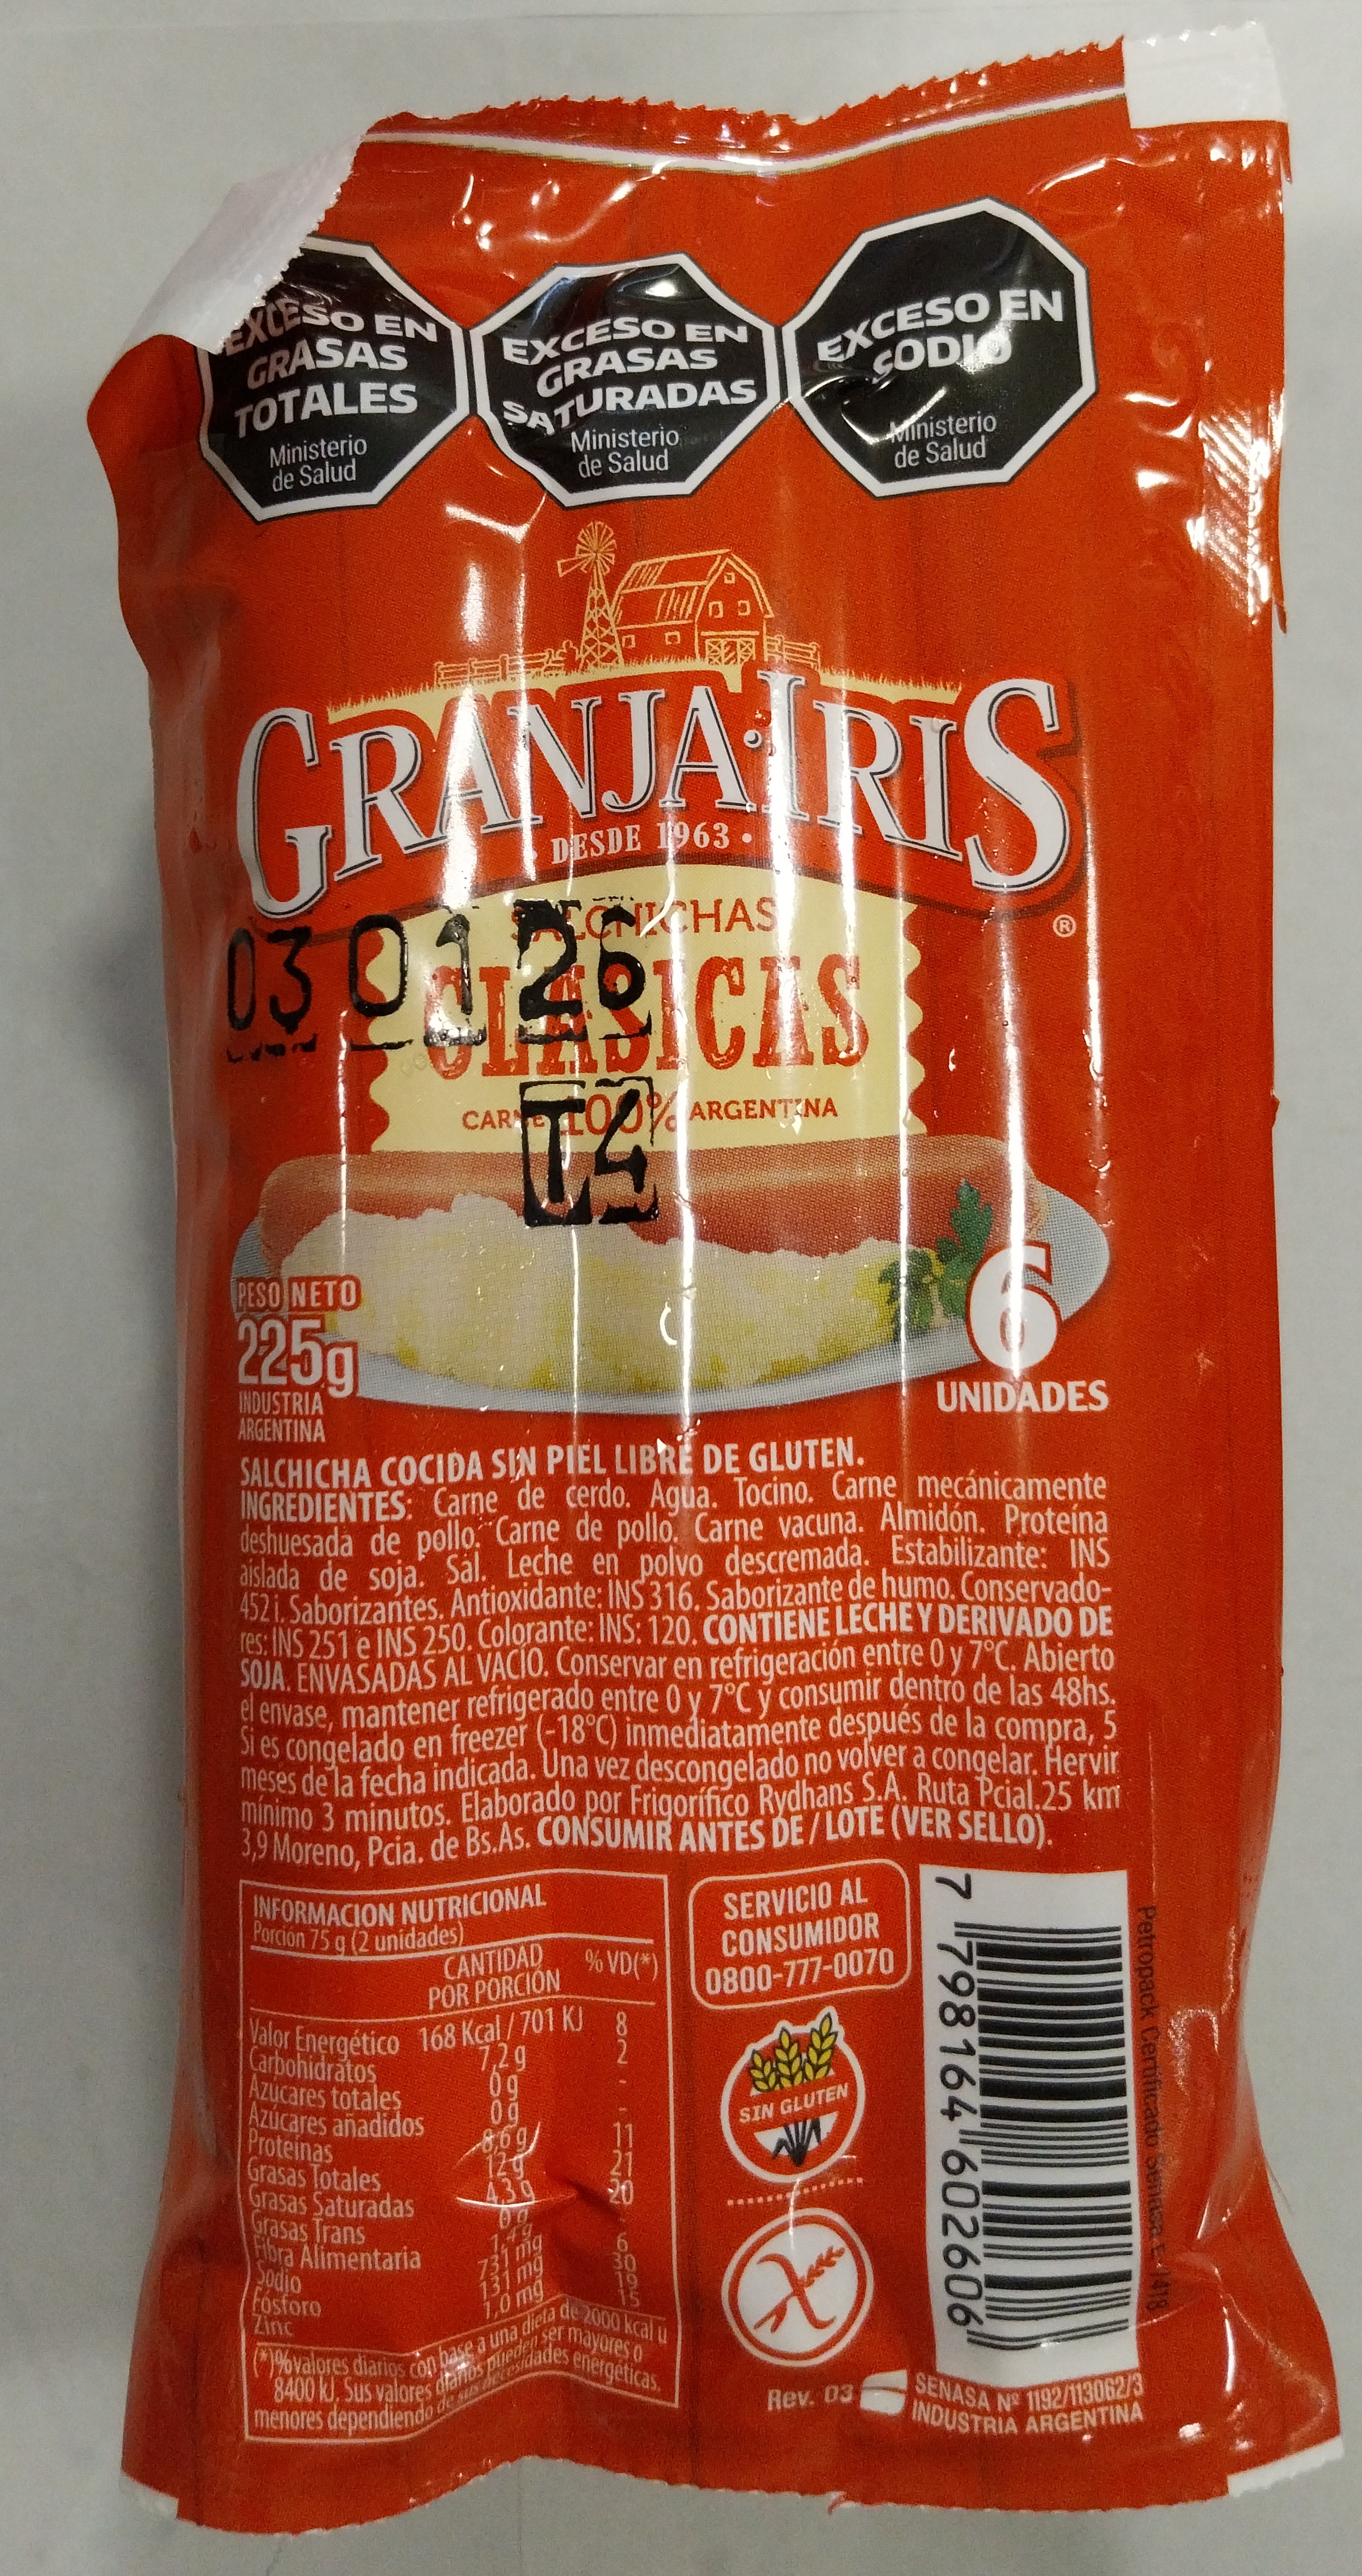 EXCESO EN
GRASAS
TOTALES
Ministerio
de Salud
EXCESO EN
GRASAS
SATURADAS
Ministerio
de Salud
EXCESO EN
SODIO
Ministerio
de Salud
GRANJA·IRIS
• DESDE 1963 •
®
SALCHICHAS
03 01 26
CLÁSICAS
CARNE 100% ARGENTINA
T4
PESO NETO
225g
INDUSTRIA
ARGENTINA
6
UNIDADES
SALCHICHA COCIDA SIN PIEL LIBRE DE GLUTEN.
INGREDIENTES: Carne de cerdo. Agua. Tocino. Carne mecánicamente
deshuesada de pollo. Carne de pollo. Carne vacuna. Almidón. Proteína
aislada de soja. Sal. Leche en polvo descremada. Estabilizante: INS
452i. Saborizantes. Antioxidante: INS 316. Saborizante de humo. Conservado-
res: INS 251 e INS 250. Colorante: INS: 120. CONTIENE LECHE Y DERIVADO DE
SOJA. ENVASADAS AL VACÍO. Conservar en refrigeración entre 0 y 7°C. Abierto
el envase, mantener refrigerado entre 0 y 7°C y consumir dentro de las 48hs.
Si es congelado en freezer (-18°C) inmediatamente después de la compra, 5
meses de la fecha indicada. Una vez descongelado no volver a congelar. Hervir
mínimo 3 minutos. Elaborado por Frigorífico Rydhans S.A. Ruta Pcial.25 km
3,9 Moreno, Pcia. de Bs.As. CONSUMIR ANTES DE / LOTE (VER SELLO).
INFORMACION NUTRICIONAL
Porción 75 g (2 unidades)
CANTIDAD
POR PORCIÓN % VD(*)
Valor Energético 168 Kcal / 701 KJ 8
Carbohidratos 7,2 g 2
Azúcares totales 0 g -
Azúcares añadidos 0 g -
Proteínas 8,6 g 11
Grasas Totales 12 g 21
Grasas Saturadas 4,3 g 20
Grasas Trans 0 g -
Fibra Alimentaria 1,4 g 6
Sodio 731 mg 30
Fósforo 131 mg 19
Zinc 1,0 mg 15
(*)%valores diarios con base a una dieta de 2000 kcal u
8400 kJ. Sus valores diarios pueden ser mayores o
menores dependiendo de sus necesidades energéticas.
SERVICIO AL
CONSUMIDOR
0800-777-0070
SIN GLUTEN
Rev. 03
7 798164 602606
Petropack Certificado Senasa E-1418
SENASA Nº 1192/113062/3
INDUSTRIA ARGENTINA